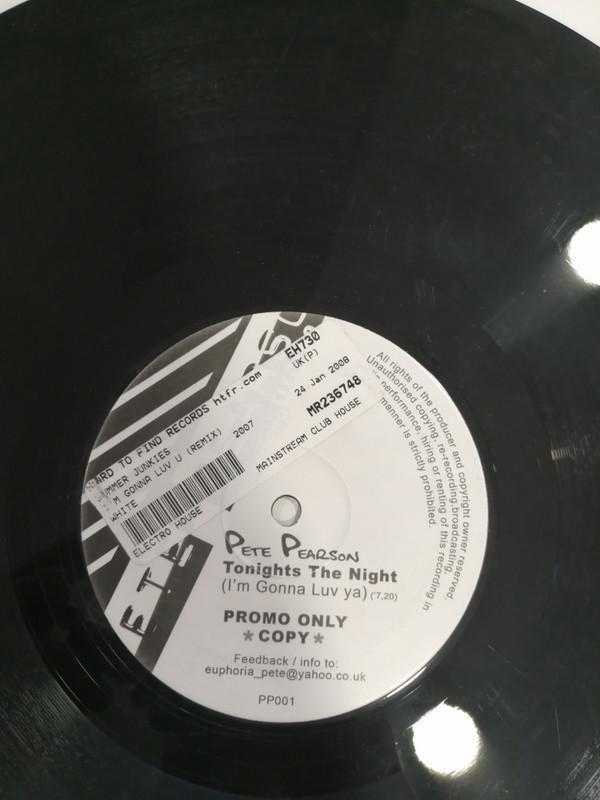 HARD TO FIND RECORDS htfr.com
EH730
UK(P)
SUMMER JUNKIES
I'M GONNA LUV U (REMIX) 2007
24 Jan 2008
WHITE
MR236748
ELECTRO HOUSE
MAINSTREAM CLUB HOUSE
PETE PEARSON
Tonights The Night
(I'm Gonna Luv ya) ('7,20)
PROMO ONLY
*COPY*
Feedback / info to:
euphoria_pete@yahoo.co.uk
PP001
All rights of the producer and copyright owner reserved.
Unauthorised copying, re-recording,broadcasting,
performance, hiring or renting of this recording in
manner is strictly prohibited.